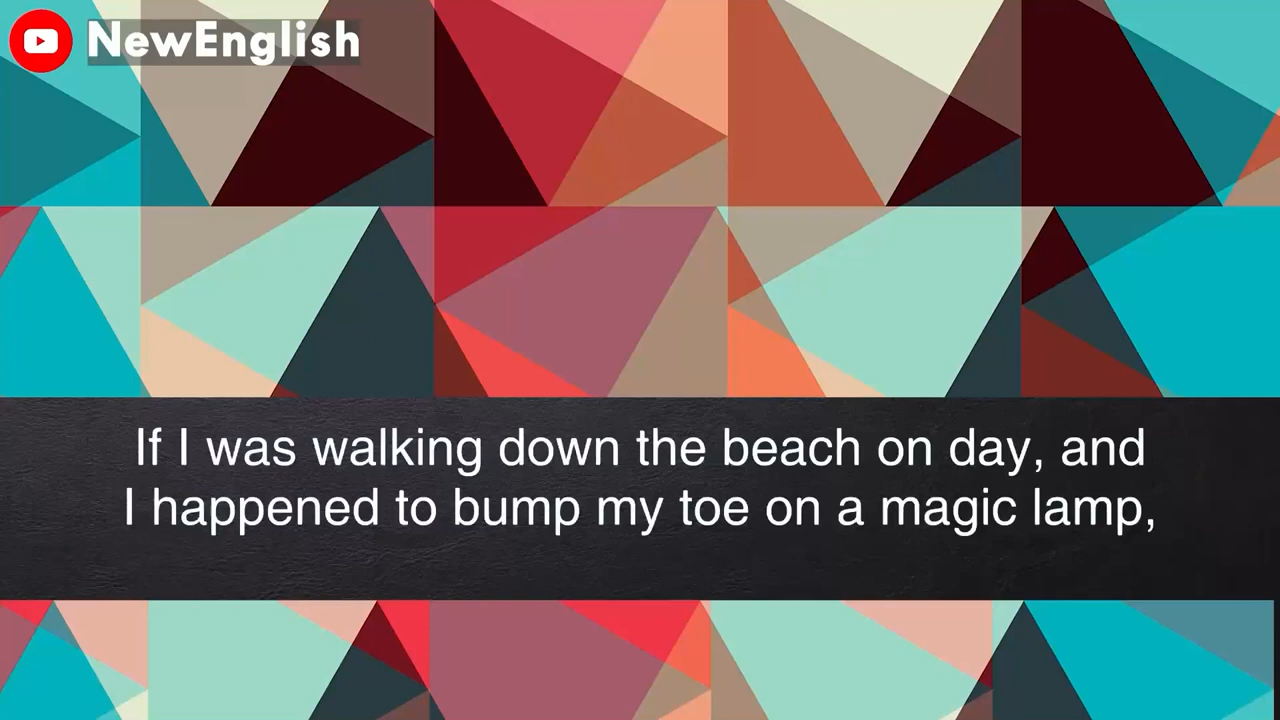 NewEnglish
If I was walking down the beach on day, and
I happened to bump my toe on a magic lamp,